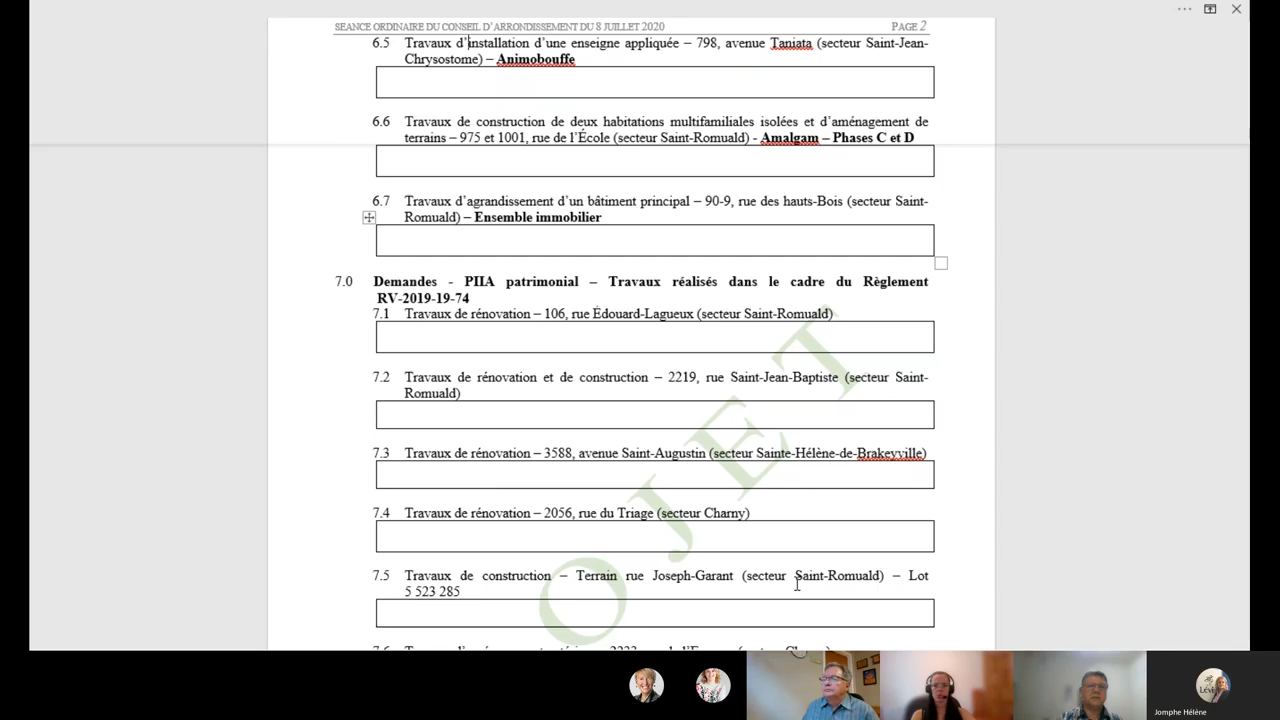 SEANCE ORDINAIRE DU CONSEIL D'ARRONDISSEMENT DU 8 JUILLET 2020 PAGE 2
6.5 Travaux d'installation d'une enseigne appliquée – 798, avenue Taniata (secteur Saint-Jean-
Chrysostome) – Animobouffe
6.6 Travaux de construction de deux habitations multifamiliales isolées et d'aménagement de
terrains – 975 et 1001, rue de l'École (secteur Saint-Romuald) - Amalgam – Phases C et D
6.7 Travaux d'agrandissement d'un bâtiment principal – 90-9, rue des hauts-Bois (secteur Saint-
Romuald) – Ensemble immobilier
7.0 Demandes - PIIA patrimonial – Travaux réalisés dans le cadre du Règlement
RV-2019-19-74
7.1 Travaux de rénovation – 106, rue Édouard-Lagueux (secteur Saint-Romuald)
7.2 Travaux de rénovation et de construction – 2219, rue Saint-Jean-Baptiste (secteur Saint-
Romuald)
7.3 Travaux de rénovation – 3588, avenue Saint-Augustin (secteur Sainte-Hélène-de-Brakeyville)
7.4 Travaux de rénovation – 2056, rue du Triage (secteur Charny)
7.5 Travaux de construction – Terrain rue Joseph-Garant (secteur Saint-Romuald) – Lot
5 523 285
OJET
Lévi
Jomphe Hélène